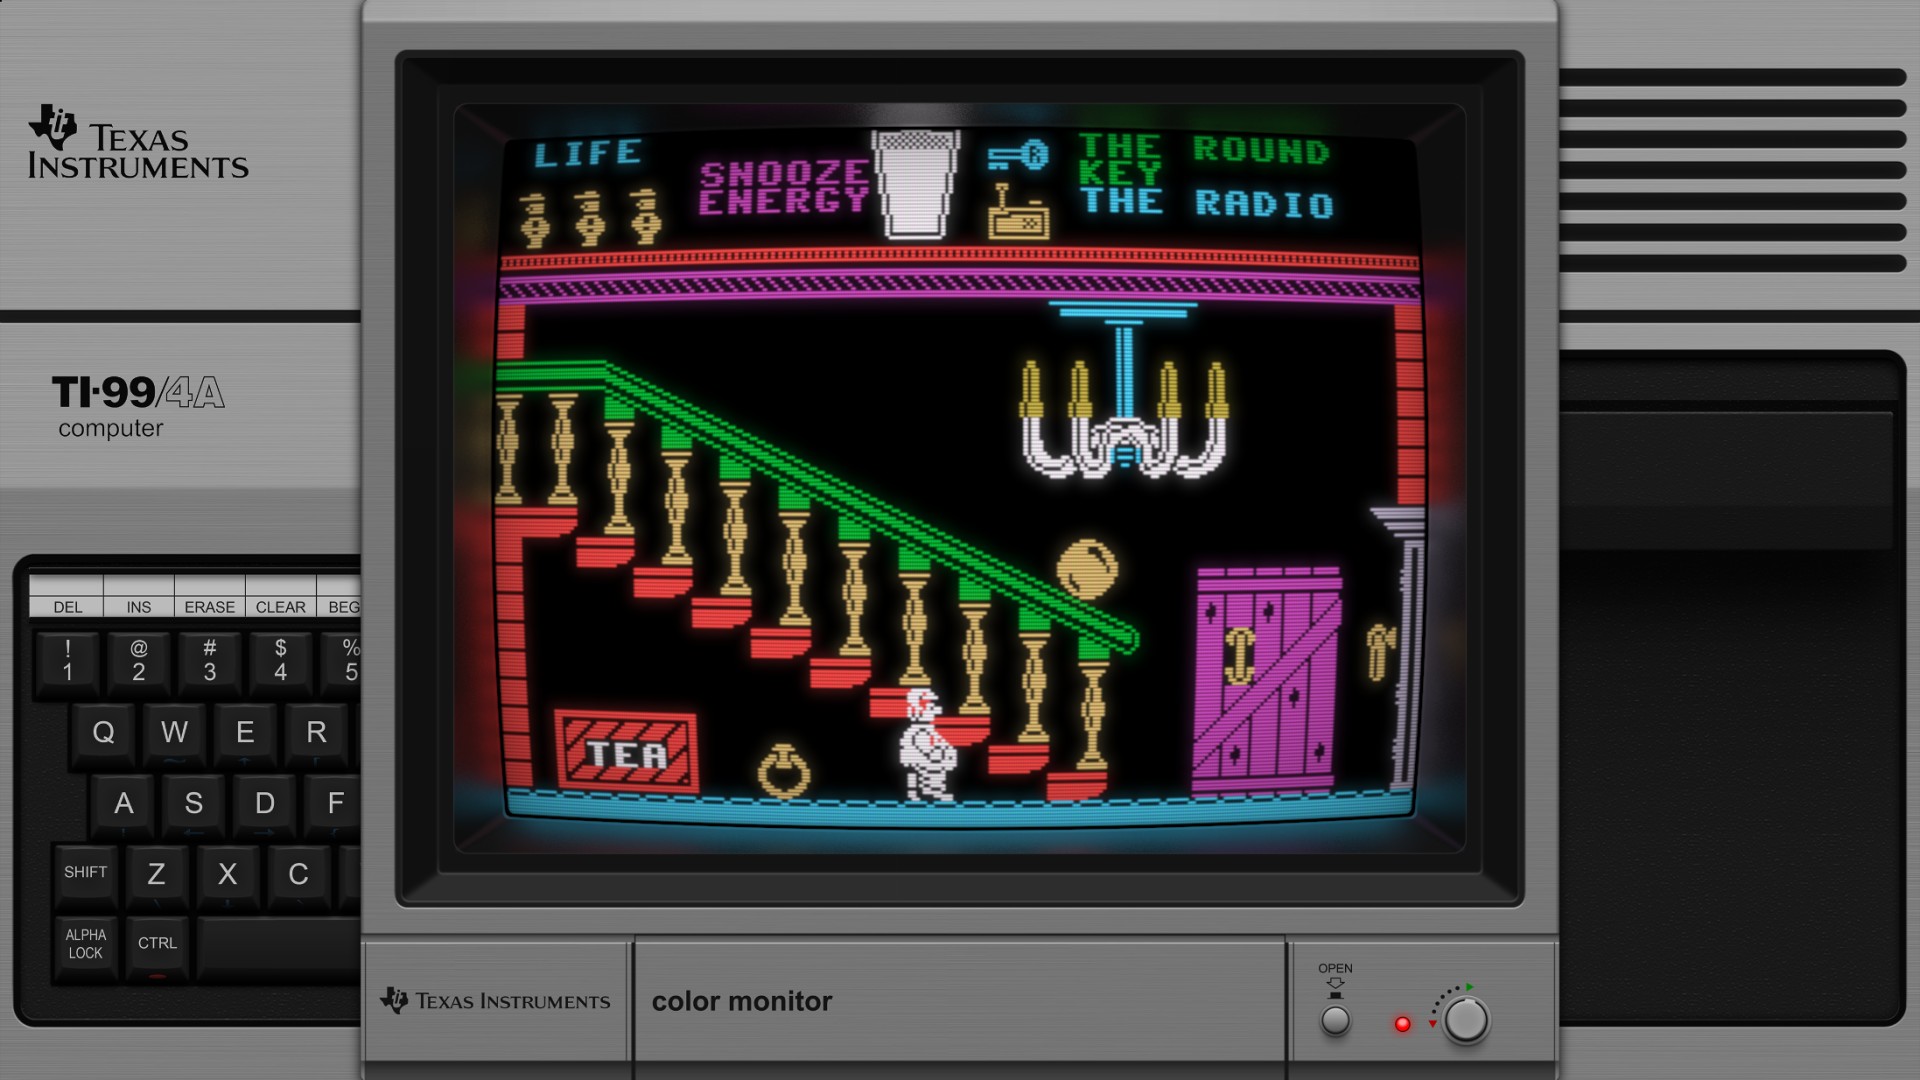 TEXAS
INSTRUMENTS
TI-99/4A
computer
DEL INS ERASE CLEAR BEG
! @ # $ %
1 2 3 4 5
Q W E R
A S D F
SHIFT Z X C
ALPHA
LOCK
CTRL
LIFE
SNOOZE
ENERGY
THE ROUND
KEY
THE RADIO
TEA
TEXAS INSTRUMENTS
color monitor
OPEN